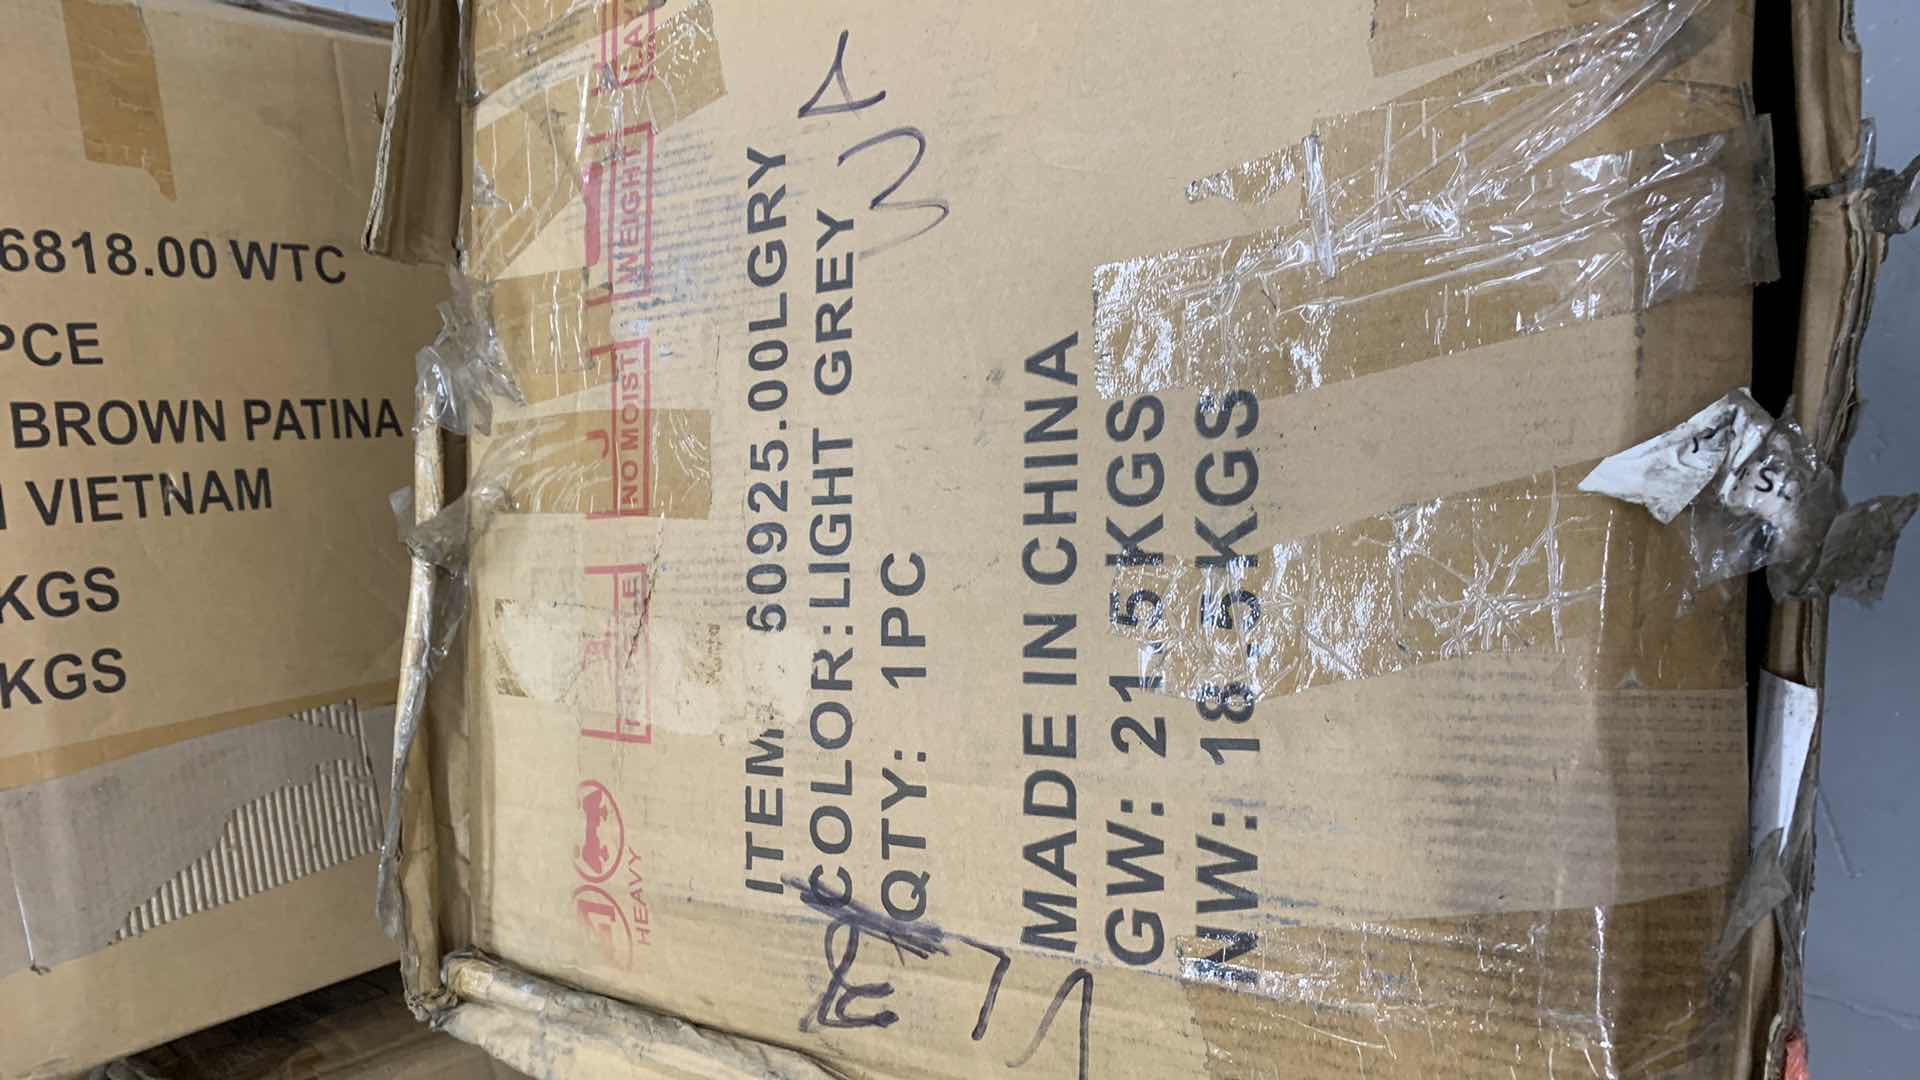 6818.00 WTC
PCE
BROWN PATINA
VIETNAM
KGS
KGS
HEAVY
NO MOIST
WEIGHT
LAY
ITEM 60925.00LGRY
COLOR:LIGHT GREY
QTY: 1PC
MADE IN CHINA
GW: 21.5KGS
NW: 18.5KGS